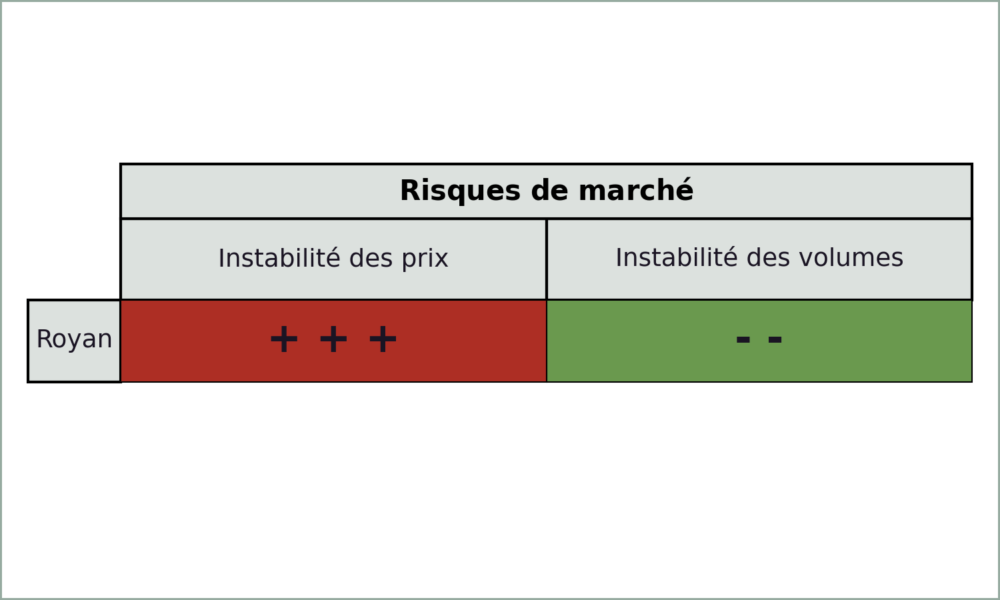 Risques de marché
Instabilité des prix
Instabilité des volumes
Royan
+ + +
- -